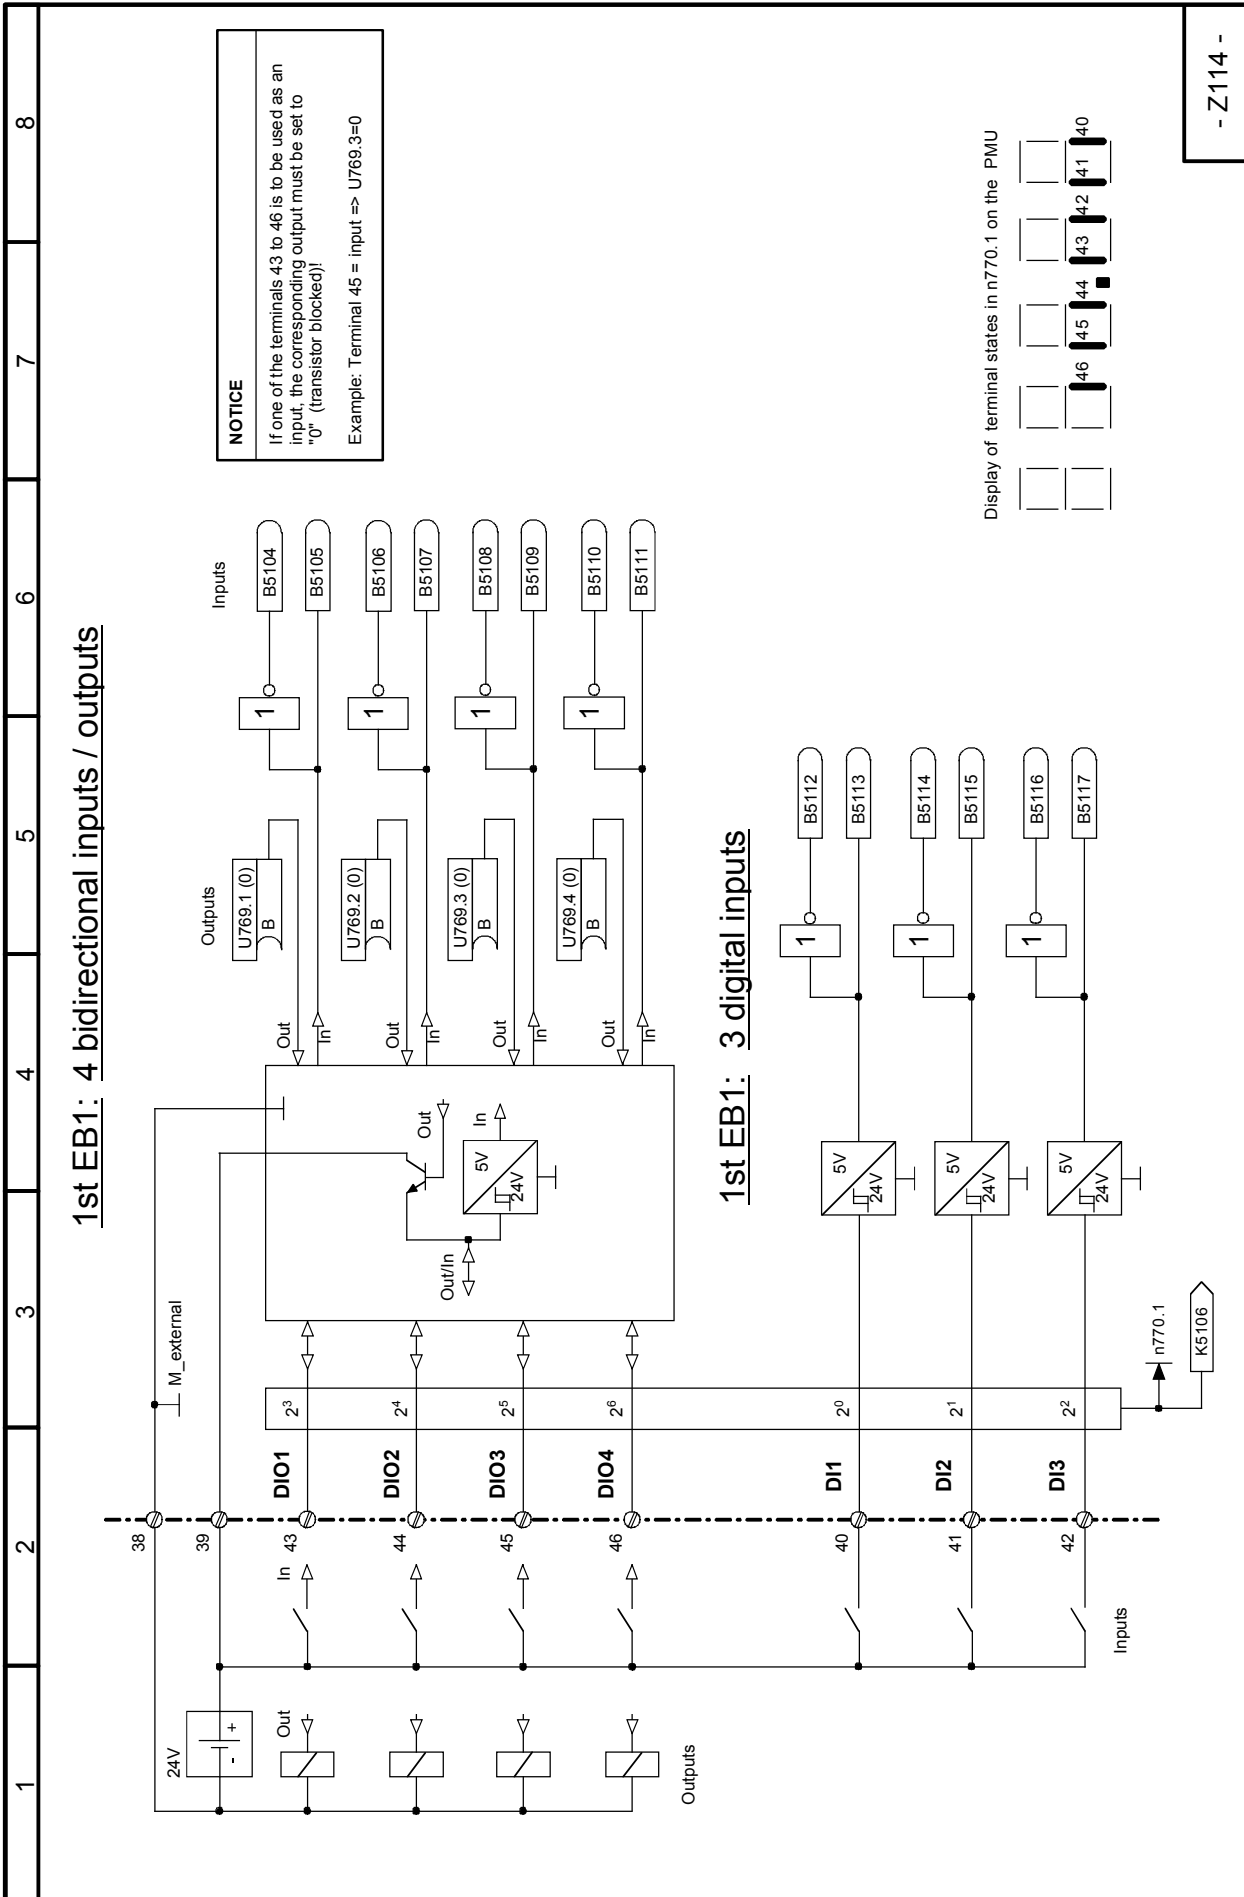 1 2 3 4 5 6 7 8
1st EB1: 4 bidirectional inputs / outputs
NOTICE
If one of the terminals 43 to 46 is to be used as an
input, the corresponding output must be set to
"0" (transistor blocked)!
Example: Terminal 45 = input => U769.3=0
M_external
38
39
24V
- +
Out
In
43
44
45
46
DIO1
DIO2
DIO3
DIO4
2³
2⁴
2⁵
2⁶
Out/In
Out
In
5V
24V
Out
In
Out
In
Out
In
Out
In
Outputs
U769.1 (0)
B
U769.2 (0)
B
U769.3 (0)
B
U769.4 (0)
B
1
1
1
1
Inputs
B5104
B5105
B5106
B5107
B5108
B5109
B5110
B5111
Outputs
1st EB1: 3 digital inputs
40
41
42
DI1
DI2
DI3
2⁰
2¹
2²
5V
24V
5V
24V
5V
24V
1
1
1
B5112
B5113
B5114
B5115
B5116
B5117
Inputs
n770.1
K5106
Display of terminal states in n770.1 on the PMU
46 45 44 43 42 41 40
- Z114 -